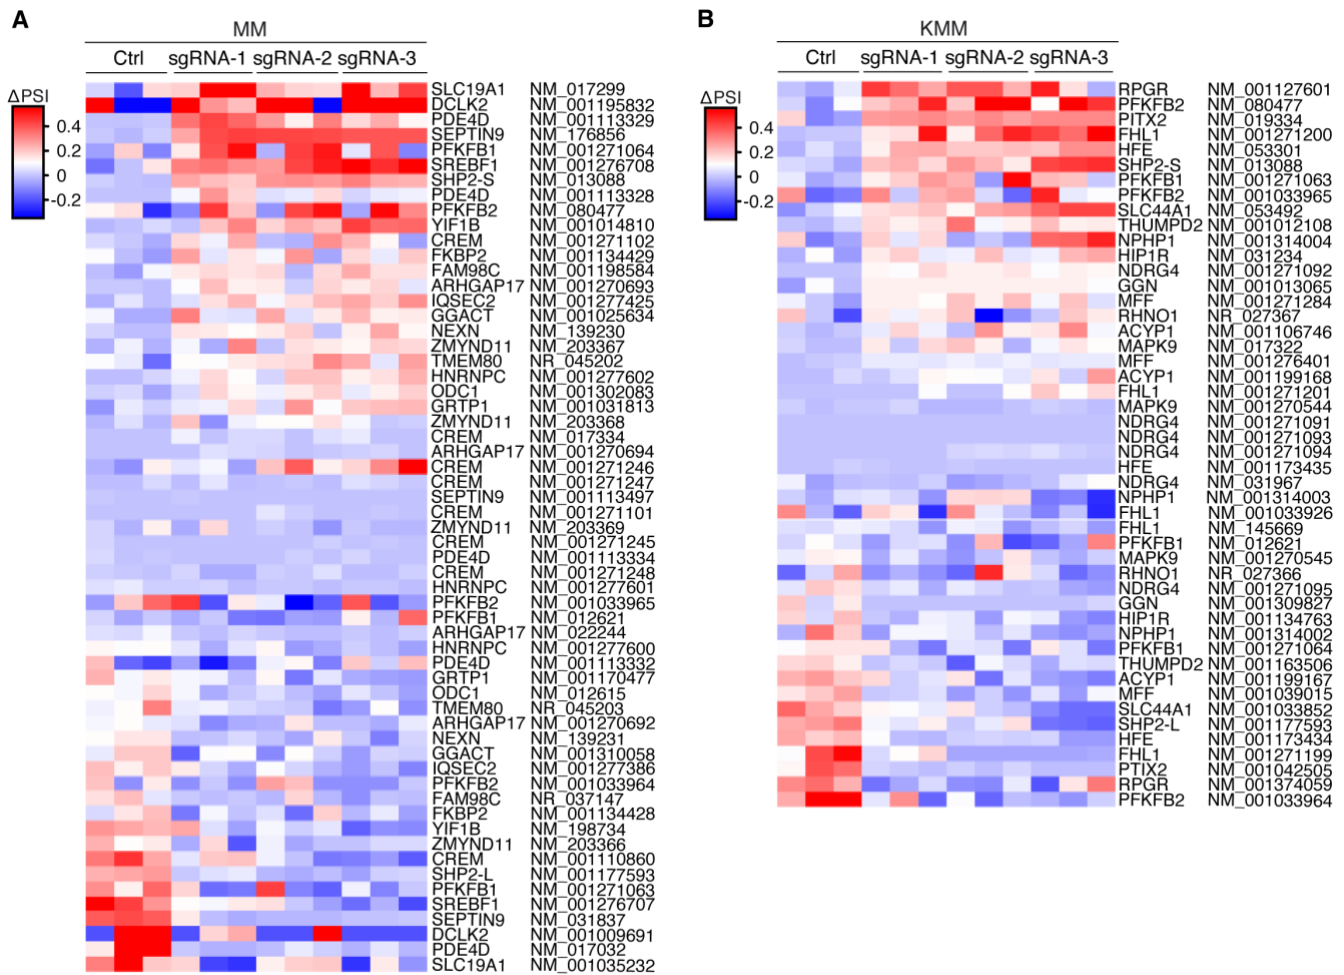 A
MM
Ctrl sgRNA-1 sgRNA-2 sgRNA-3
ΔPSI
0.4
0.2
0
-0.2
SLC19A1 NM_017299
DCLK2 NM_001195832
PDE4D NM_001113329
SEPTIN9 NM_176856
PFKFB1 NM_001271064
SREBF1 NM_001276708
SHP2-S NM_013088
PDE4D NM_001113328
PFKFB2 NM_080477
YIF1B NM_001014810
CREM NM_001271102
FKBP2 NM_001134429
FAM98C NM_001198584
ARHGAP17 NM_001270693
IQSEC2 NM_001277425
GGACT NM_001025634
NEXN NM_139230
ZMYND11 NM_203367
TMEM80 NR_045202
HNRNPC NM_001277602
ODC1 NM_001302083
GRTP1 NM_001031813
ZMYND11 NM_203368
CREM NM_017334
ARHGAP17 NM_001270694
CREM NM_001271246
CREM NM_001271247
SEPTIN9 NM_001113497
CREM NM_001271101
ZMYND11 NM_203369
CREM NM_001271245
PDE4D NM_001113334
CREM NM_001271248
HNRNPC NM_001277601
PFKFB2 NM_001033965
PFKFB1 NM_012621
ARHGAP17 NM_022244
HNRNPC NM_001277600
PDE4D NM_001113332
GRTP1 NM_001170477
ODC1 NM_012615
TMEM80 NR_045203
ARHGAP17 NM_001270692
NEXN NM_139231
GGACT NM_001310058
IQSEC2 NM_001277386
PFKFB2 NM_001033964
FAM98C NR_037147
FKBP2 NM_001134428
YIF1B NM_198734
ZMYND11 NM_203366
CREM NM_001110860
SHP2-L NM_001177593
PFKFB1 NM_001271063
SREBF1 NM_001276707
SEPTIN9 NM_031837
DCLK2 NM_001009691
PDE4D NM_017032
SLC19A1 NM_001035232
B
KMM
Ctrl sgRNA-1 sgRNA-2 sgRNA-3
ΔPSI
0.4
0.2
0
-0.2
RPGR NM_001127601
PFKFB2 NM_080477
PITX2 NM_019334
FHL1 NM_001271200
HFE NM_053301
SHP2-S NM_013088
PFKFB1 NM_001271063
PFKFB2 NM_001033965
SLC44A1 NM_053492
THUMPD2 NM_001012108
NPHP1 NM_001314004
HIP1R NM_031234
NDRG4 NM_001271092
GGN NM_001013065
MFF NM_001271284
RHNO1 NR_027367
ACYP1 NM_001106746
MAPK9 NM_017322
MFF NM_001276401
ACYP1 NM_001199168
FHL1 NM_001271201
MAPK9 NM_001270544
NDRG4 NM_001271091
NDRG4 NM_001271093
NDRG4 NM_001271094
HFE NM_001173435
NDRG4 NM_031967
NPHP1 NM_001314003
FHL1 NM_001033926
FHL1 NM_145669
PFKFB1 NM_012621
MAPK9 NM_001270545
RHNO1 NR_027366
NDRG4 NM_001271095
GGN NM_001309827
HIP1R NM_001134763
NPHP1 NM_001314002
PFKFB1 NM_001271064
THUMPD2 NM_001163506
ACYP1 NM_001199167
MFF NM_001039015
SLC44A1 NM_001033852
SHP2-L NM_001177593
HFE NM_001173434
FHL1 NM_001271199
PTIX2 NM_001042505
RPGR NM_001374059
PFKFB2 NM_001033964